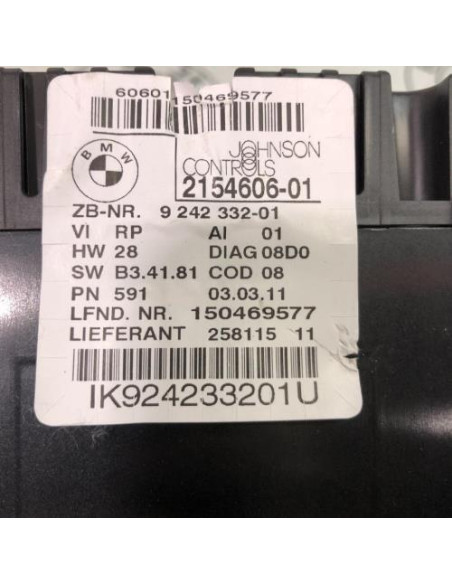 60601150469577
BMW
JOHNSON
CONTROLS
2154606-01
ZB-NR. 9 242 332-01
VI RP AI 01
HW 28 DIAG 08D0
SW B3.41.81 COD 08
PN 591 03.03.11
LFND. NR. 150469577
LIEFERANT 258115 11
IK924233201U